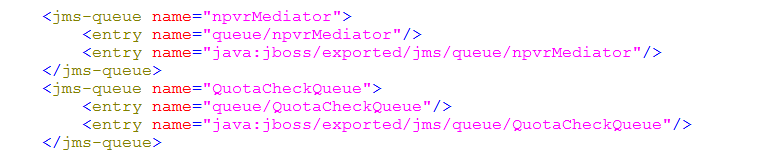 <jms-queue name="npvrMediator">
<entry name="queue/npvrMediator"/>
<entry name="java:jboss/exported/jms/queue/npvrMediator"/>
</jms-queue>
<jms-queue name="QuotaCheckQueue">
<entry name="queue/QuotaCheckQueue"/>
<entry name="java:jboss/exported/jms/queue/QuotaCheckQueue"/>
</jms-queue>